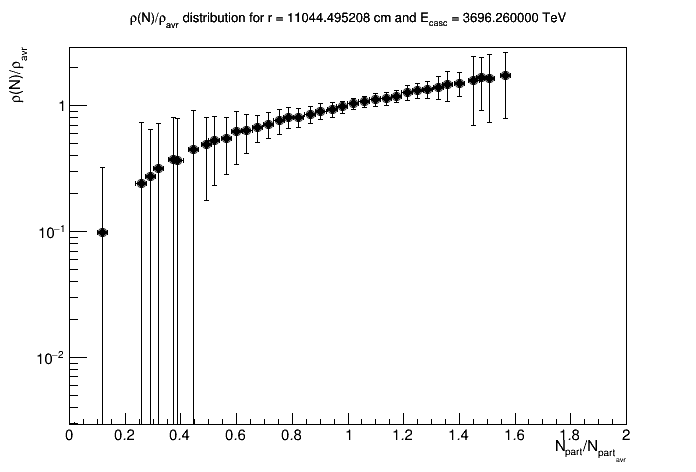 ρ(N)/ρavr distribution for r = 11044.495208 cm and Ecasc = 3696.260000 TeV
ρ(N)/ρavr
1
10−1
10−2
0 0.2 0.4 0.6 0.8 1 1.2 1.4 1.6 1.8 2
Npart/Npartavr